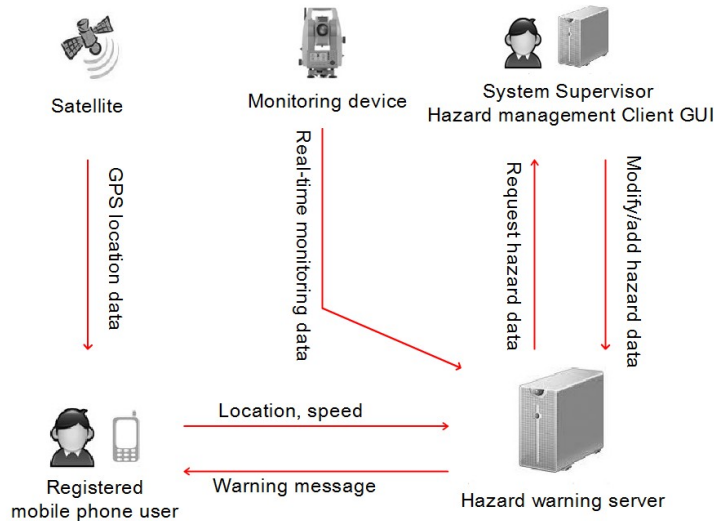 Satellite
Monitoring device
System Supervisor
Hazard management Client GUI
GPS location data
Real-time monitoring data
Request hazard data
Modify/add hazard data
Location, speed
Warning message
Registered
mobile phone user
Hazard warning server